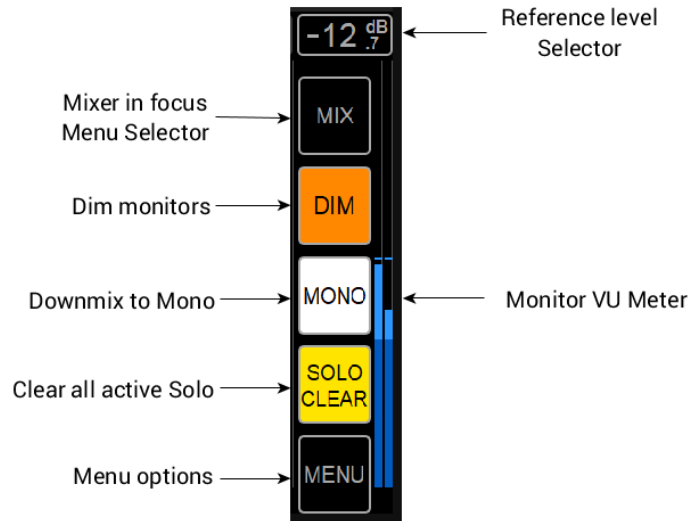 -12 dB .7
Reference level
Selector
Mixer in focus
Menu Selector
MIX
Dim monitors
DIM
Downmix to Mono
MONO
Monitor VU Meter
Clear all active Solo
SOLO
CLEAR
Menu options
MENU